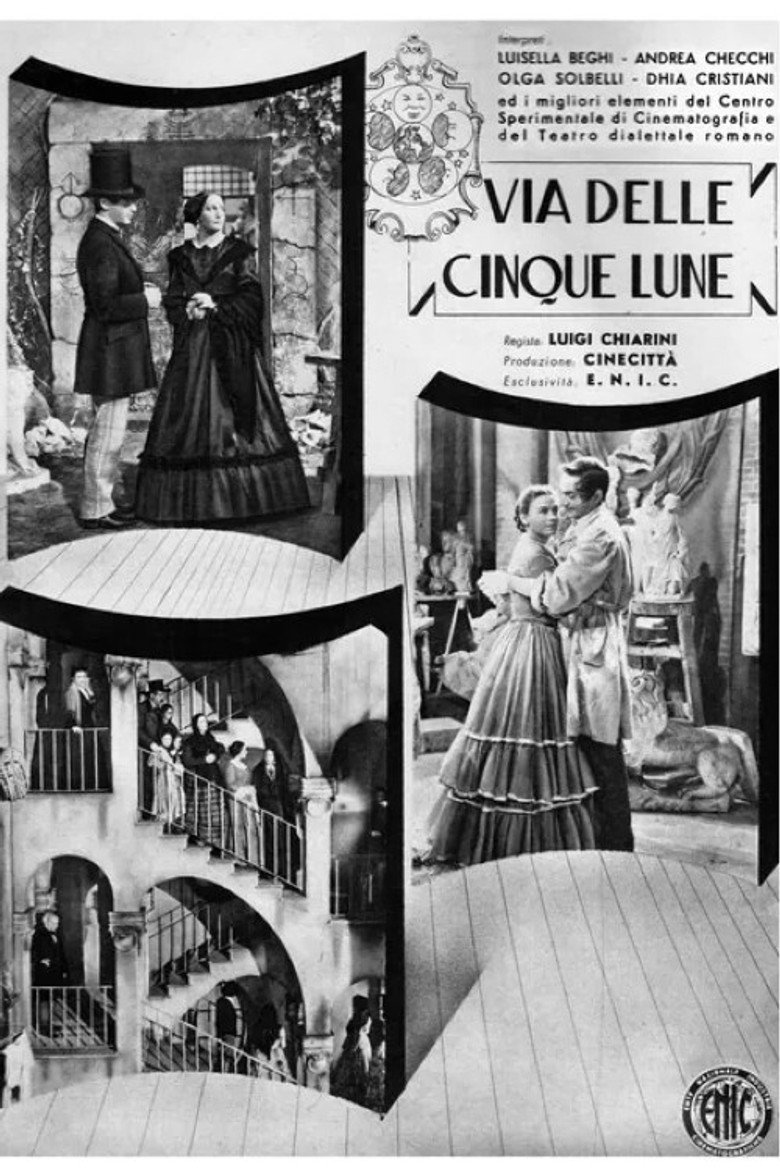 Interpreti
LUISELLA BEGHI - ANDREA CHECCHI
OLGA SOLBELLI - DHIA CRISTIANI
ed i migliori elementi del Centro
Sperimentale di Cinematografia e
del Teatro dialettale romano
VIA DELLE
CINQUE LUNE
Regista: LUIGI CHIARINI
Produzione: CINECITTÀ
Esclusività: E. N. I. C.
ENIC
CINEMATOGRAFICHE